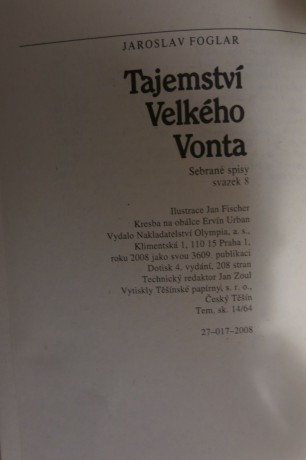 JAROSLAV FOGLAR
Tajemství
Velkého
Vonta
Sebrané spisy
svazek 8
Ilustrace Jan Fischer
Kresba na obálce Ervín Urban
Vydalo Nakladatelství Olympia, a. s.,
Klimentská 1, 110 15 Praha 1,
roku 2008 jako svou 3609. publikaci
Dotisk 4. vydání, 208 stran
Technický redaktor Jan Zoul
Vytiskly Těšínské papírny, s. r. o.,
Český Těšín
Tem. sk. 14/64
27–017–2008